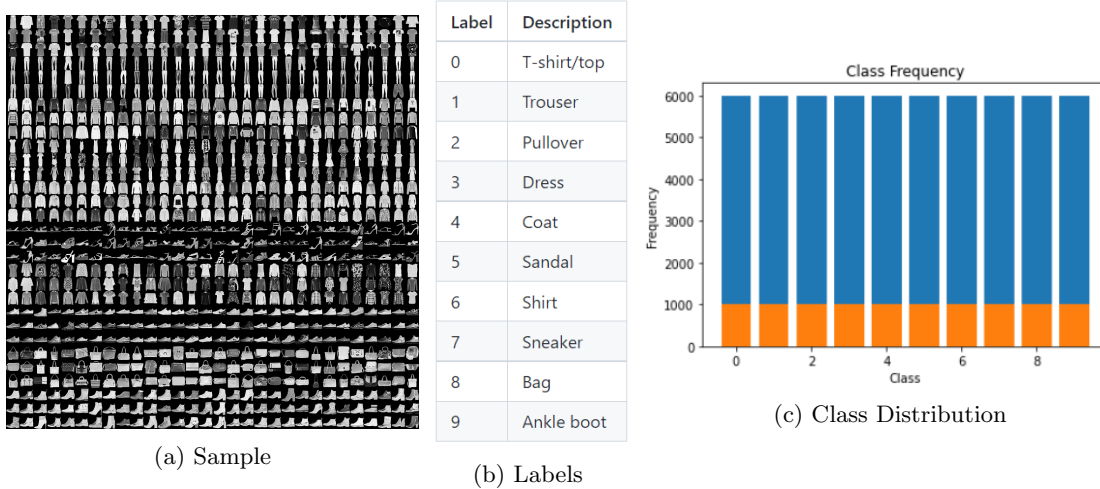 (a) Sample
Label Description
0 T-shirt/top
1 Trouser
2 Pullover
3 Dress
4 Coat
5 Sandal
6 Shirt
7 Sneaker
8 Bag
9 Ankle boot
(b) Labels
Class Frequency
Frequency
6000
5000
4000
3000
2000
1000
0
0 2 4 6 8
Class
(c) Class Distribution